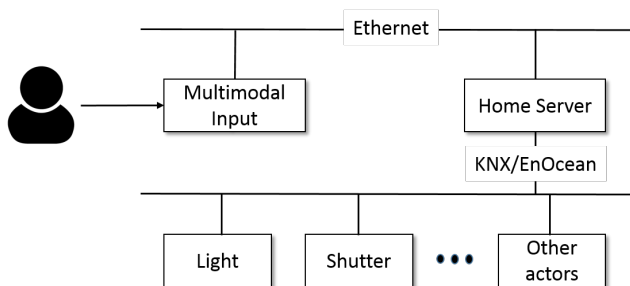 Ethernet
Multimodal
Input
Home Server
KNX/EnOcean
Light
Shutter
Other
actors